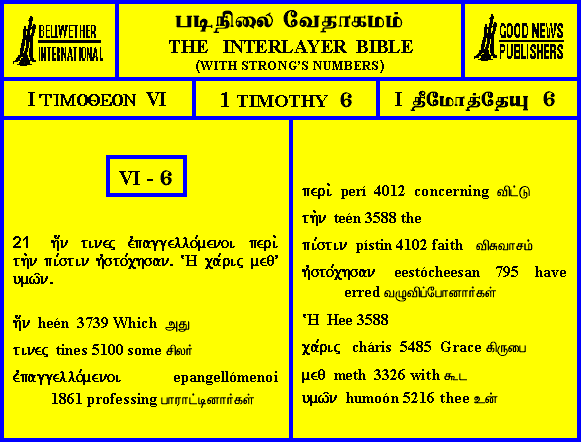 BELLWETHER
INTERNATIONAL
படிநிலை வேதாகமம்
THE INTERLAYER BIBLE
(WITH STRONG'S NUMBERS)
GOOD NEWS
PUBLISHERS
I ΤΙΜΟΘΕΟΝ VI
1 TIMOTHY 6
I தீமோத்தேயு 6
VI - 6
21 ἥν τινες ἐπαγγελλόμενοι περὶ
τὴν πίστιν ἠστόχησαν. Ἡ χάρις μεθ’
υμῶν.
ἥν heén 3739 Which அது
τινες tines 5100 some சிலர்
ἐπαγγελλόμενοι epangellómenoi
1861 professing பாராட்டினார்கள்
περὶ perí 4012 concerning விட்டு
τὴν teén 3588 the
πίστιν pístin 4102 faith விசுவாசம்
ἠστόχησαν eestócheesan 795 have
erred வழுவிப்போனார்கள்
Ἡ Hee 3588
χάρις cháris 5485 Grace கிருபை
μεθ meth 3326 with கூட
υμῶν humoón 5216 thee உன்